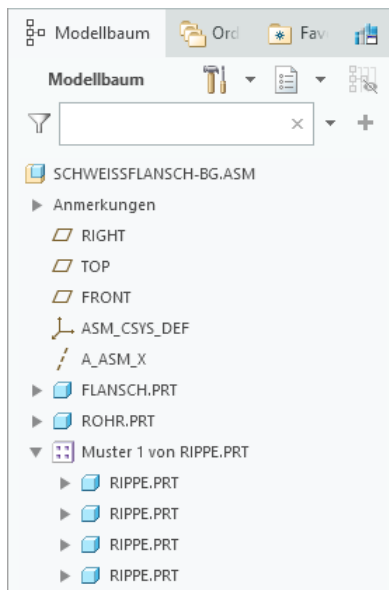 Modellbaum Ord Fav
Modellbaum
SCHWEISSFLANSCH-BG.ASM
Anmerkungen
RIGHT
TOP
FRONT
ASM_CSYS_DEF
A_ASM_X
FLANSCH.PRT
ROHR.PRT
Muster 1 von RIPPE.PRT
RIPPE.PRT
RIPPE.PRT
RIPPE.PRT
RIPPE.PRT